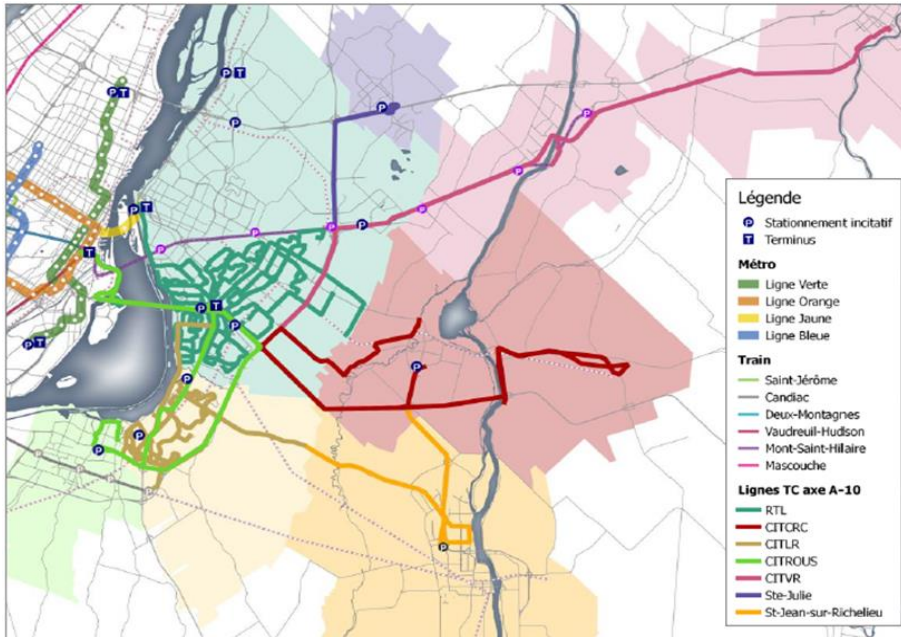 P T
P T
P
P
P
P
P T
P
P
P
P
P
T
P
P T
P
P
P T
P
P
P
P
Légende
P Stationnement incitatif
T Terminus
Métro
Ligne Verte
Ligne Orange
Ligne Jaune
Ligne Bleue
Train
Saint-Jérôme
Candiac
Deux-Montagnes
Vaudreuil-Hudson
Mont-Saint-Hilaire
Mascouche
Lignes TC axe A-10
RTL
CITCRC
CITLR
CITROUS
CITVR
Ste-Julie
St-Jean-sur-Richelieu